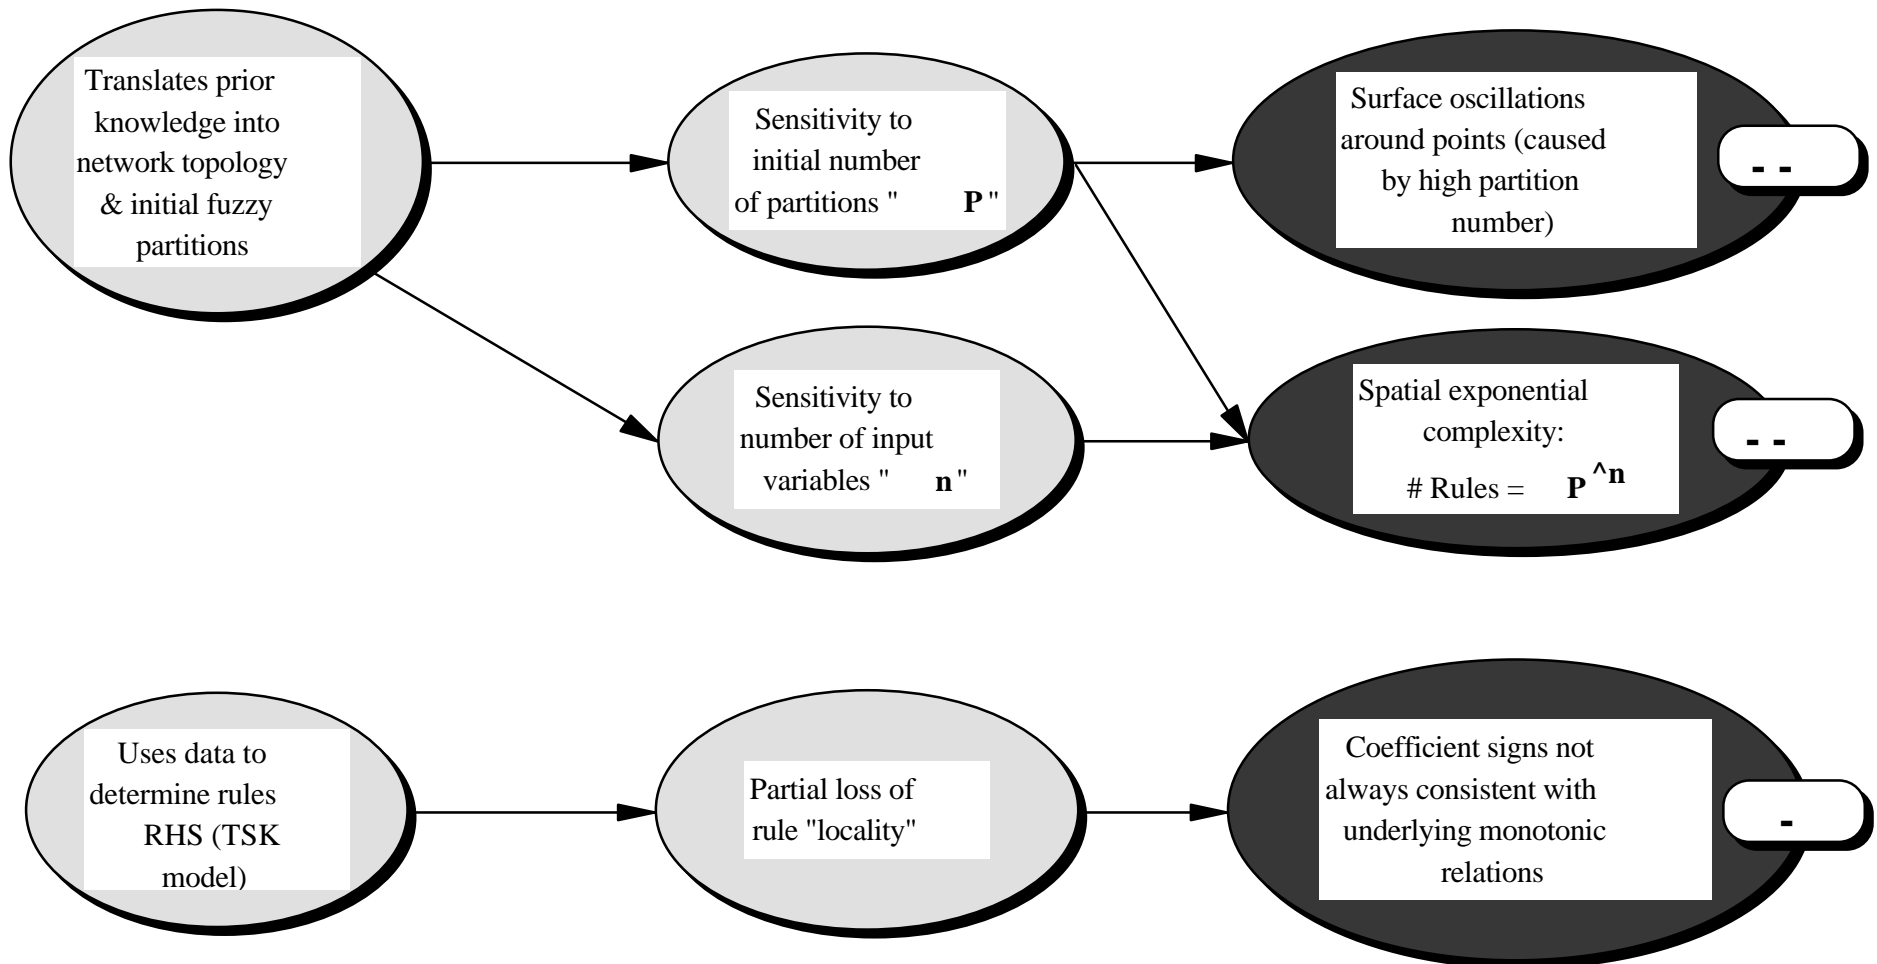 Translates prior
knowledge into
network topology
& initial fuzzy
partitions
Sensitivity to
initial number
of partitions " P "
Surface oscillations
around points (caused
by high partition
number)
- -
Sensitivity to
number of input
variables " n "
Spatial exponential
complexity:
# Rules = P ^n
- -
Uses data to
determine rules
RHS (TSK
model)
Partial loss of
rule "locality"
Coefficient signs not
always consistent with
underlying monotonic
relations
-